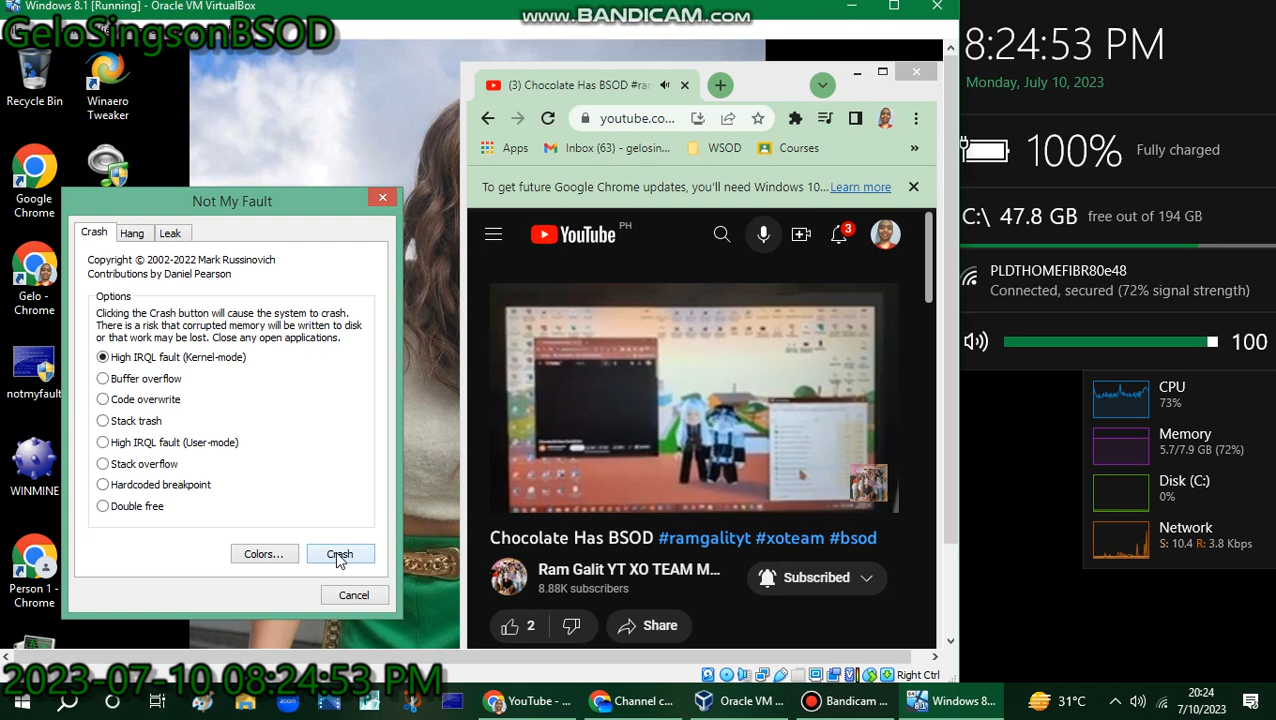 Windows 8.1 [Running] - Oracle VM VirtualBox
www.BANDICAM.com
GeloSingsonBSOD
Recycle Bin
Winaero
Tweaker
Google
Chrome
Gelo -
Chrome
notmyfault
WINMINE
Person 1 -
Chrome
Not My Fault
Crash
Hang
Leak
Copyright © 2002-2022 Mark Russinovich
Contributions by Daniel Pearson
Options
Clicking the Crash button will cause the system to crash.
There is a risk that corrupted memory will be written to disk
or that work may be lost. Close any open applications.
High IRQL fault (Kernel-mode)
Buffer overflow
Code overwrite
Stack trash
High IRQL fault (User-mode)
Stack overflow
Hardcoded breakpoint
Double free
Colors...
Crash
Cancel
(3) Chocolate Has BSOD #rar
youtube.co...
Apps
Inbox (63) - gelosin...
WSOD
Courses
»
To get future Google Chrome updates, you'll need Windows 10... Learn more
YouTube PH
3
Chocolate Has BSOD #ramgalityt #xoteam #bsod
Ram Galit YT XO TEAM M...
8.88K subscribers
Subscribed
2
Share
Right Ctrl
8:24:53 PM
Monday, July 10, 2023
100% Fully charged
C:\ 47.8 GB free out of 194 GB
PLDTHOMEFIBR80e48
Connected, secured (72% signal strength)
100
CPU
73%
Memory
5.7/7.9 GB (72%)
Disk (C:)
0%
Network
S: 10.4 R: 3.8 Kbps
2023-07-10 08:24:53 PM
zoom
YouTube - ...
Channel c...
Oracle VM ...
Bandicam ...
Windows 8...
31°C
20:24
7/10/2023